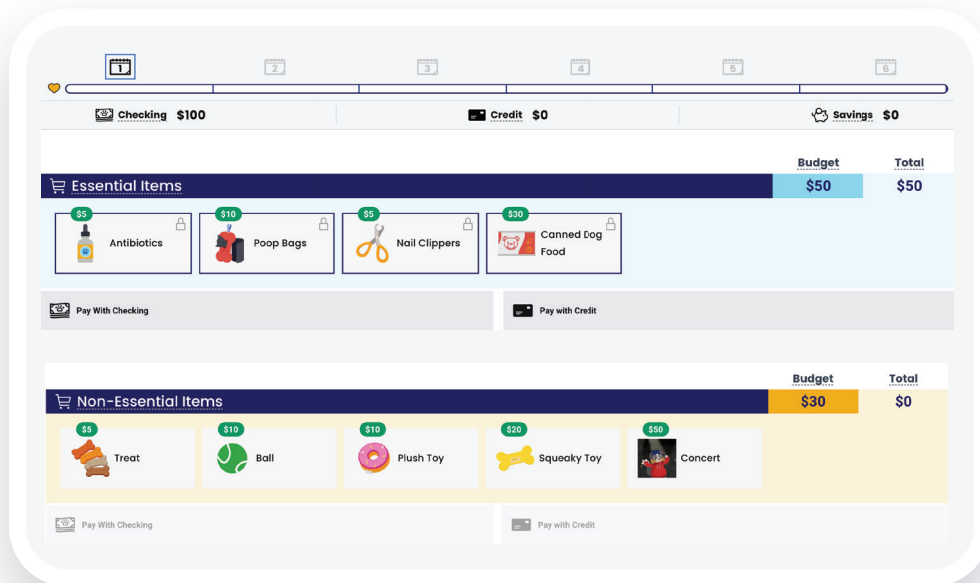 1 2 3 4 5 6
Checking $100 Credit $0 Savings $0
Budget Total
Essential Items $50 $50
$5 $10 $5 $30
Antibiotics Poop Bags Nail Clippers Canned Dog
Food
Pay With Checking Pay with Credit
Budget Total
Non-Essential Items $30 $0
$5 $10 $10 $20 $50
Treat Ball Plush Toy Squeaky Toy Concert
Pay With Checking Pay with Credit